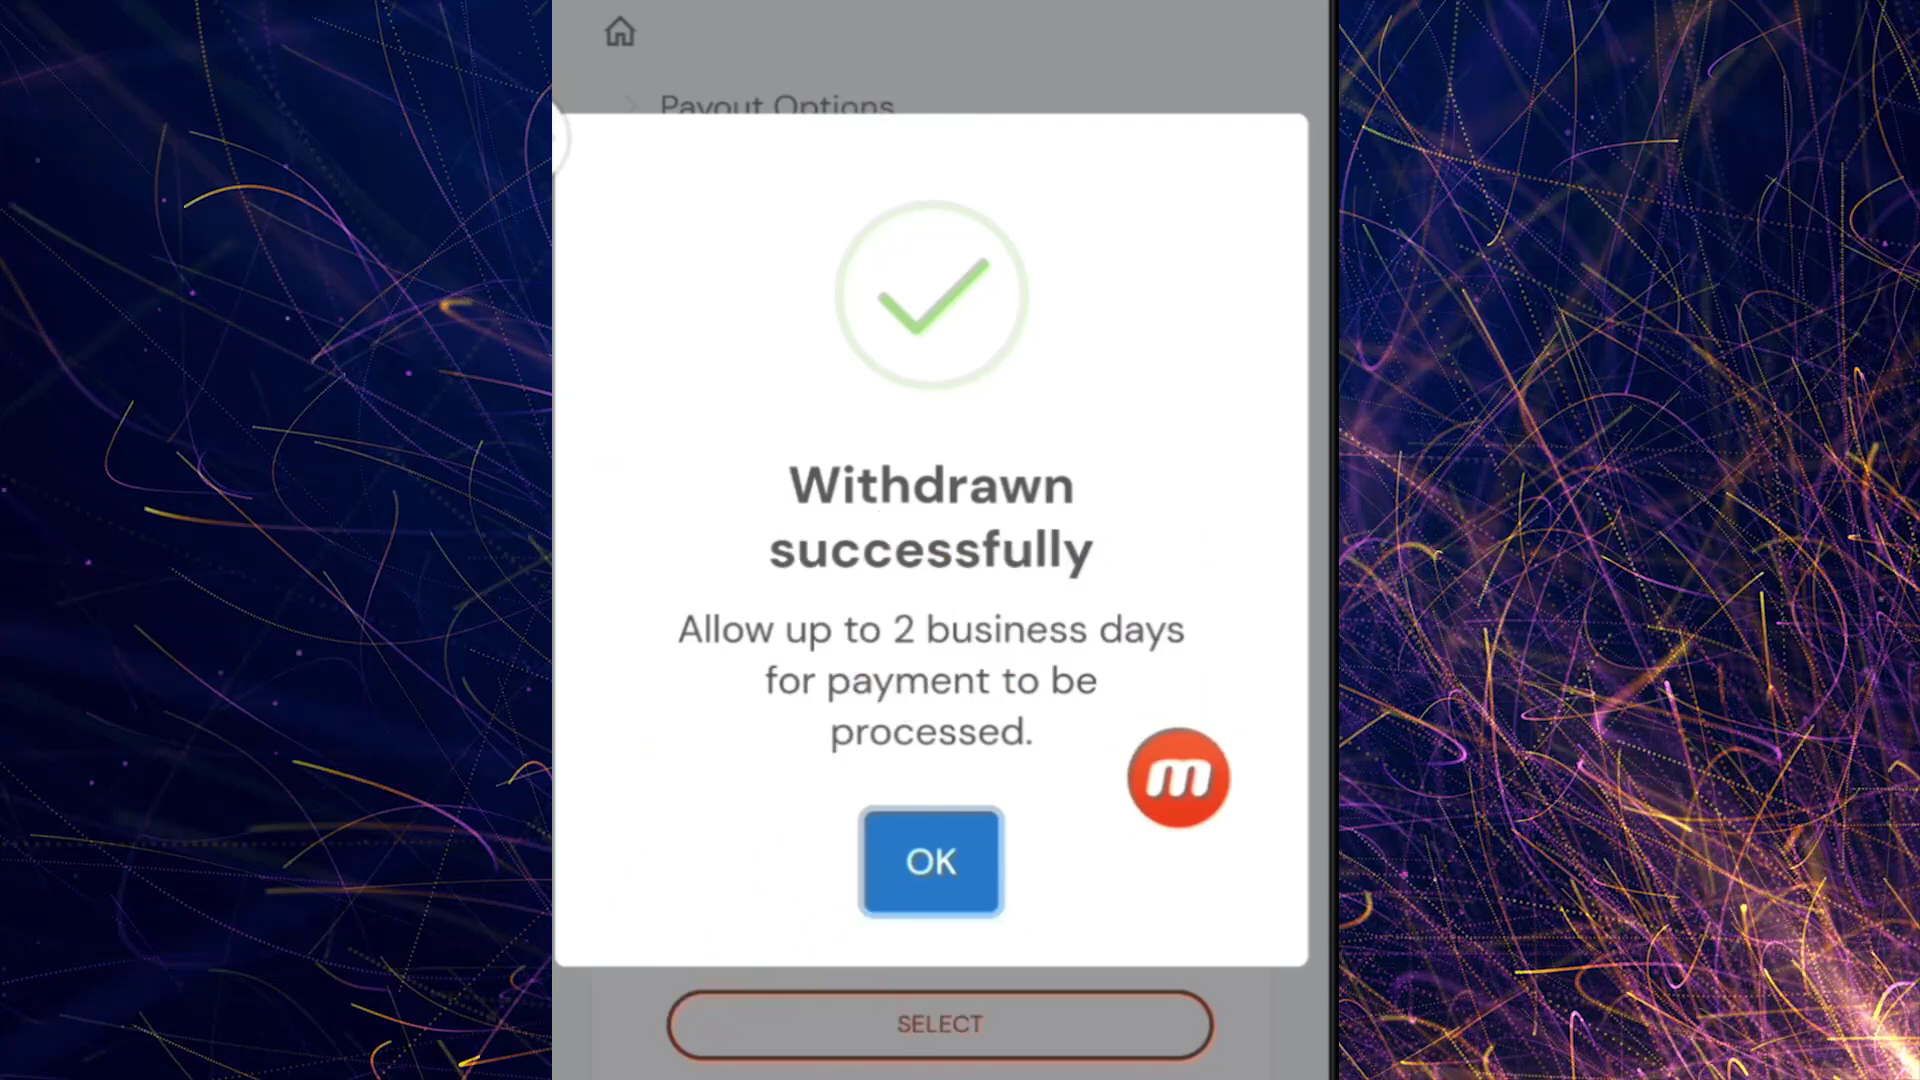 Payout Options
Withdrawn
successfully
Allow up to 2 business days
for payment to be
processed.
m
OK
SELECT